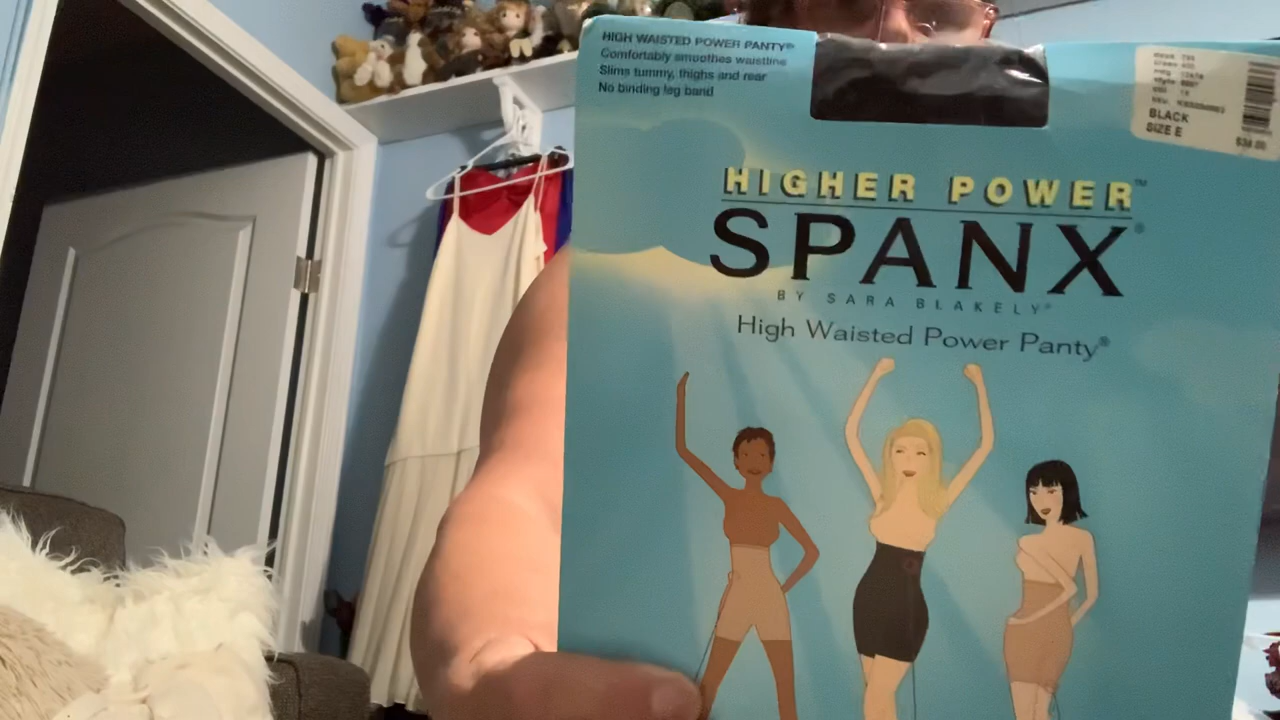 HIGH WAISTED POWER PANTY®
Comfortably smoothes waistline
Slims tummy, thighs and rear
No binding leg band
BLACK
SIZE E
HIGHER POWER™
SPANX®
BY SARA BLAKELY®
High Waisted Power Panty®